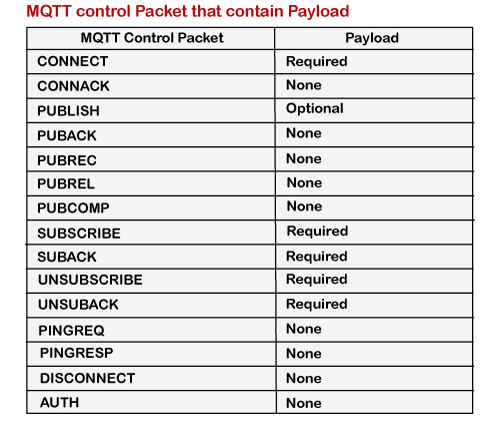 MQTT control Packet that contain Payload
MQTT Control Packet Payload
CONNECT Required
CONNACK None
PUBLISH Optional
PUBACK None
PUBREC None
PUBREL None
PUBCOMP None
SUBSCRIBE Required
SUBACK Required
UNSUBSCRIBE Required
UNSUBACK Required
PINGREQ None
PINGRESP None
DISCONNECT None
AUTH None